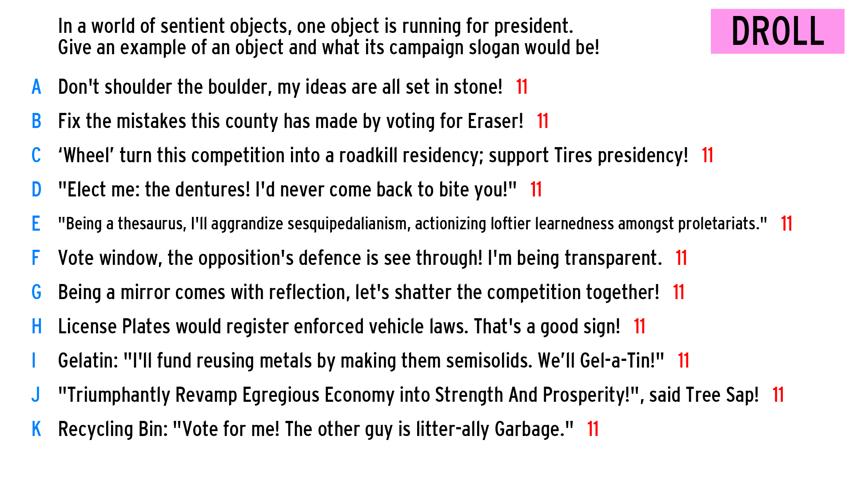 In a world of sentient objects, one object is running for president.
Give an example of an object and what its campaign slogan would be!
DROLL
A Don't shoulder the boulder, my ideas are all set in stone! 11
B Fix the mistakes this county has made by voting for Eraser! 11
C ‘Wheel’ turn this competition into a roadkill residency; support Tires presidency! 11
D "Elect me: the dentures! I'd never come back to bite you!" 11
E "Being a thesaurus, I'll aggrandize sesquipedalianism, actionizing loftier learnedness amongst proletariats." 11
F Vote window, the opposition's defence is see through! I'm being transparent. 11
G Being a mirror comes with reflection, let's shatter the competition together! 11
H License Plates would register enforced vehicle laws. That's a good sign! 11
I Gelatin: "I'll fund reusing metals by making them semisolids. We’ll Gel-a-Tin!" 11
J "Triumphantly Revamp Egregious Economy into Strength And Prosperity!", said Tree Sap! 11
K Recycling Bin: "Vote for me! The other guy is litter-ally Garbage." 11